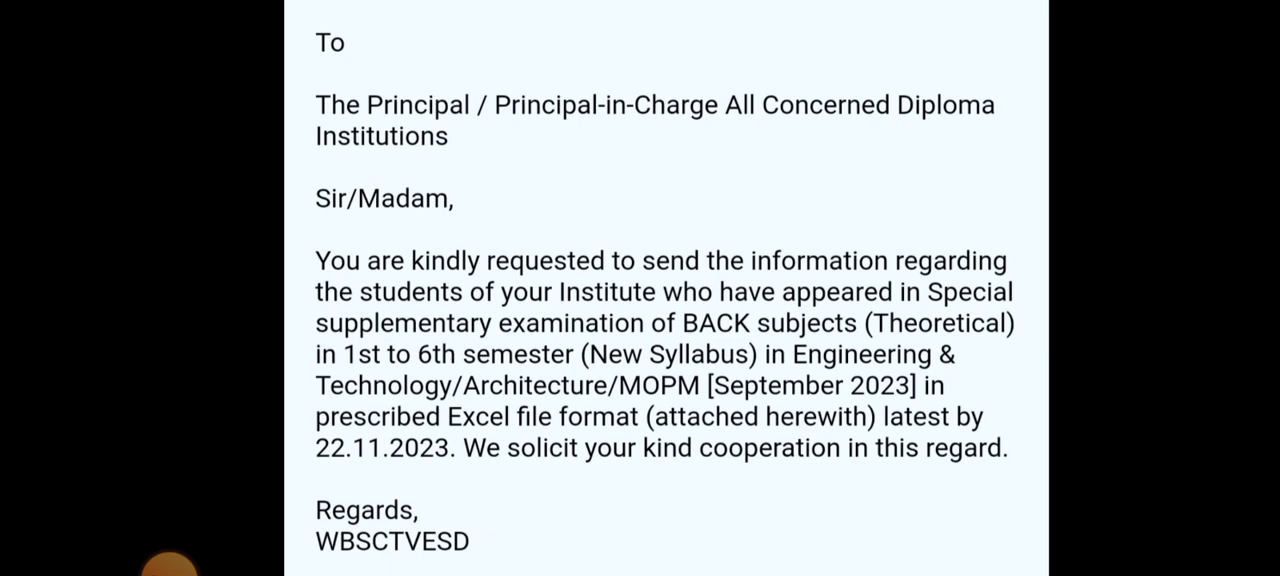 To
The Principal / Principal-in-Charge All Concerned Diploma
Institutions
Sir/Madam,
You are kindly requested to send the information regarding
the students of your Institute who have appeared in Special
supplementary examination of BACK subjects (Theoretical)
in 1st to 6th semester (New Syllabus) in Engineering &
Technology/Architecture/MOPM [September 2023] in
prescribed Excel file format (attached herewith) latest by
22.11.2023. We solicit your kind cooperation in this regard.
Regards,
WBSCTVESD